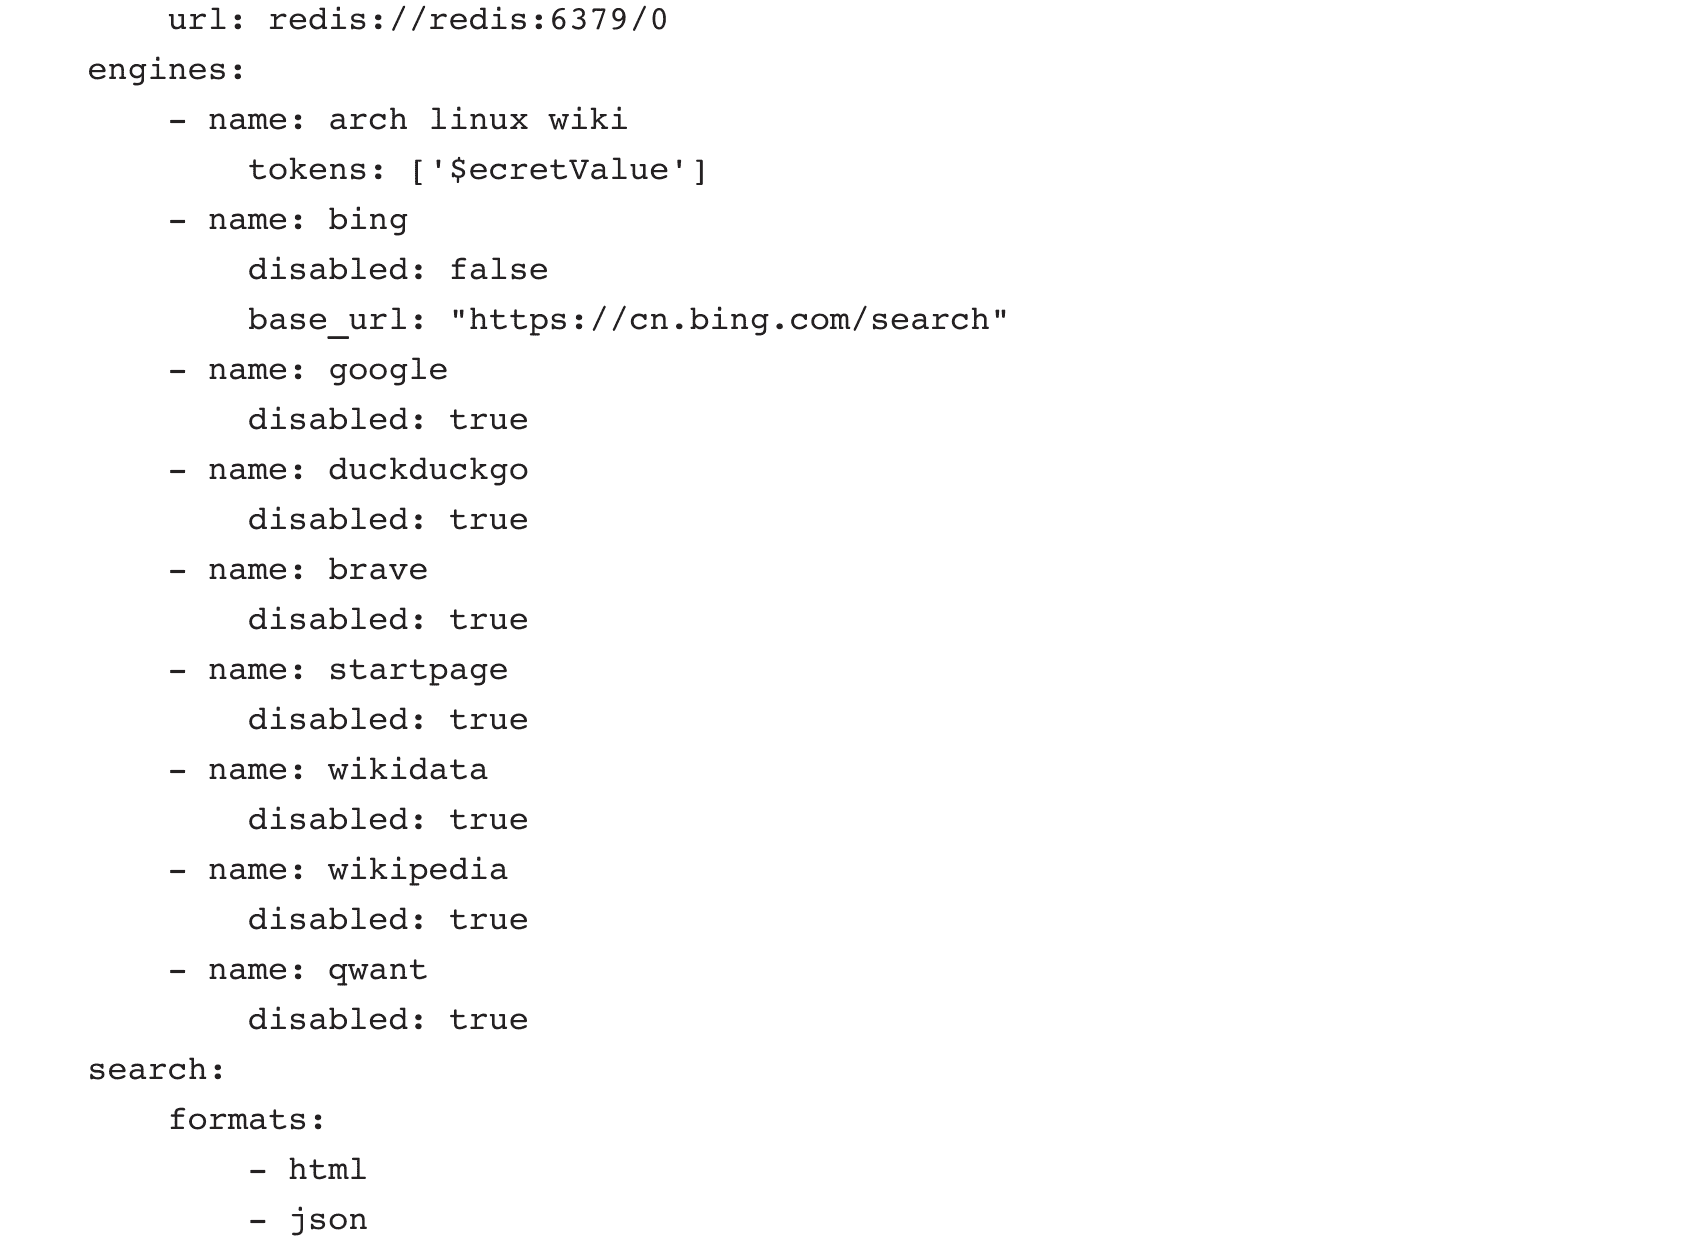 url: redis://redis:6379/0
engines:
- name: arch linux wiki
tokens: ['$ecretValue']
- name: bing
disabled: false
base_url: "https://cn.bing.com/search"
- name: google
disabled: true
- name: duckduckgo
disabled: true
- name: brave
disabled: true
- name: startpage
disabled: true
- name: wikidata
disabled: true
- name: wikipedia
disabled: true
- name: qwant
disabled: true
search:
formats:
- html
- json